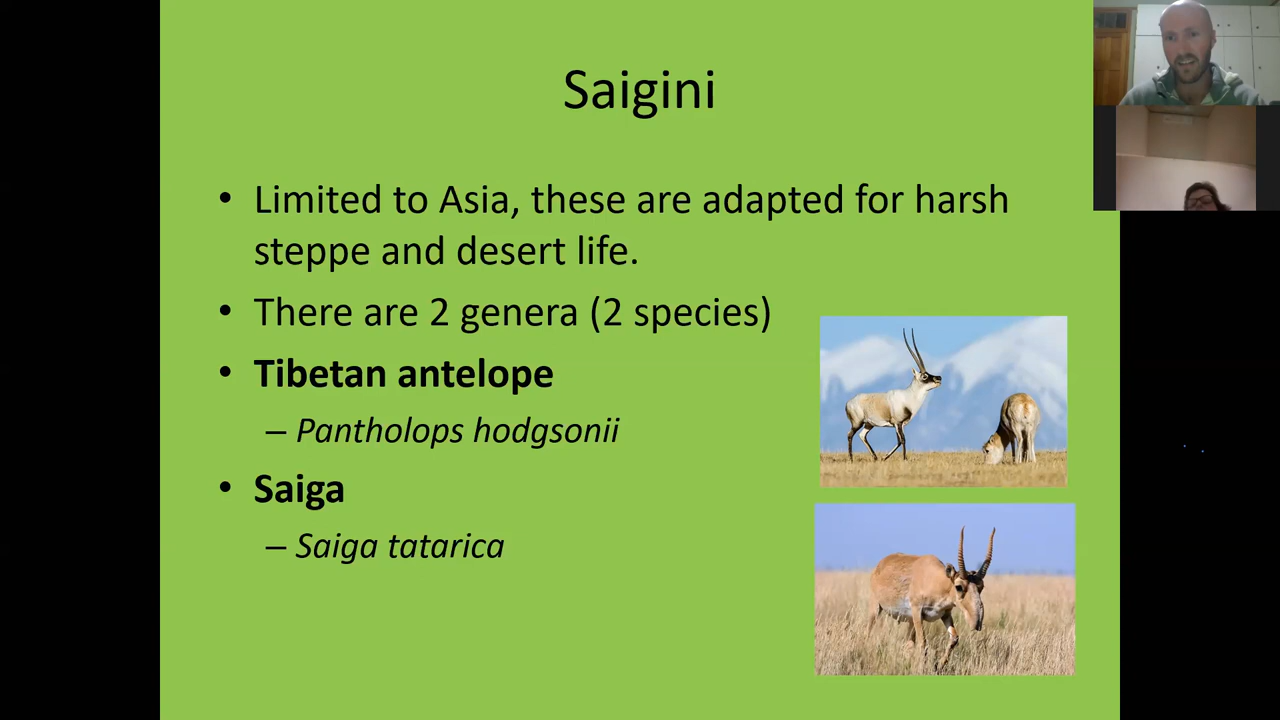 Saigini
• Limited to Asia, these are adapted for harsh
steppe and desert life.
• There are 2 genera (2 species)
• Tibetan antelope
– Pantholops hodgsonii
• Saiga
– Saiga tatarica